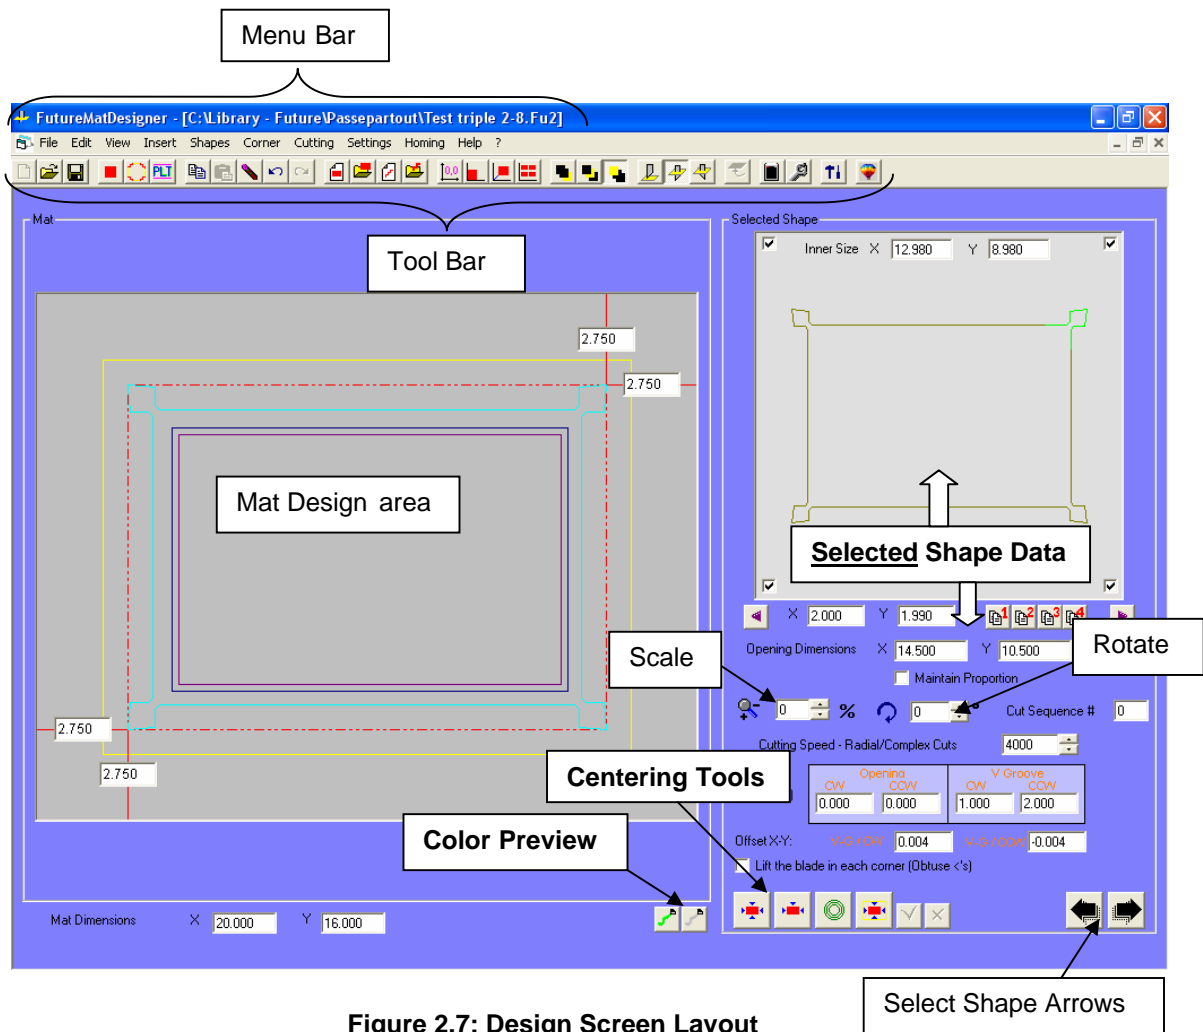 Menu Bar
FutureMatDesigner - [C:\Library - Future\Passepartout\Test triple 2-8.Fu2]
File Edit View Insert Shapes Corner Cutting Settings Homing Help ?
PLT
0,0
Tool Bar
Mat
2.750
2.750
Mat Design area
2.750
2.750
Color Preview
Mat Dimensions X 20.000 Y 16.000
Selected Shape
Inner Size X 12.980 Y 8.980
Selected Shape Data
X 2.000 Y 1.990 1 2 3 4
Opening Dimensions X 14.500 Y 10.500
Rotate
Scale
Maintain Proportion
0 % 0 ° Cut Sequence # 0
Cutting Speed - Radial/Complex Cuts 4000
Centering Tools
Opening V Groove
CW CCW CW CCW
0.000 0.000 1.000 2.000
Offset X-Y: 0.004 -0.004
Lift the blade in each corner (Obtuse <'s)
Select Shape Arrows
Figure 2.7: Design Screen Layout